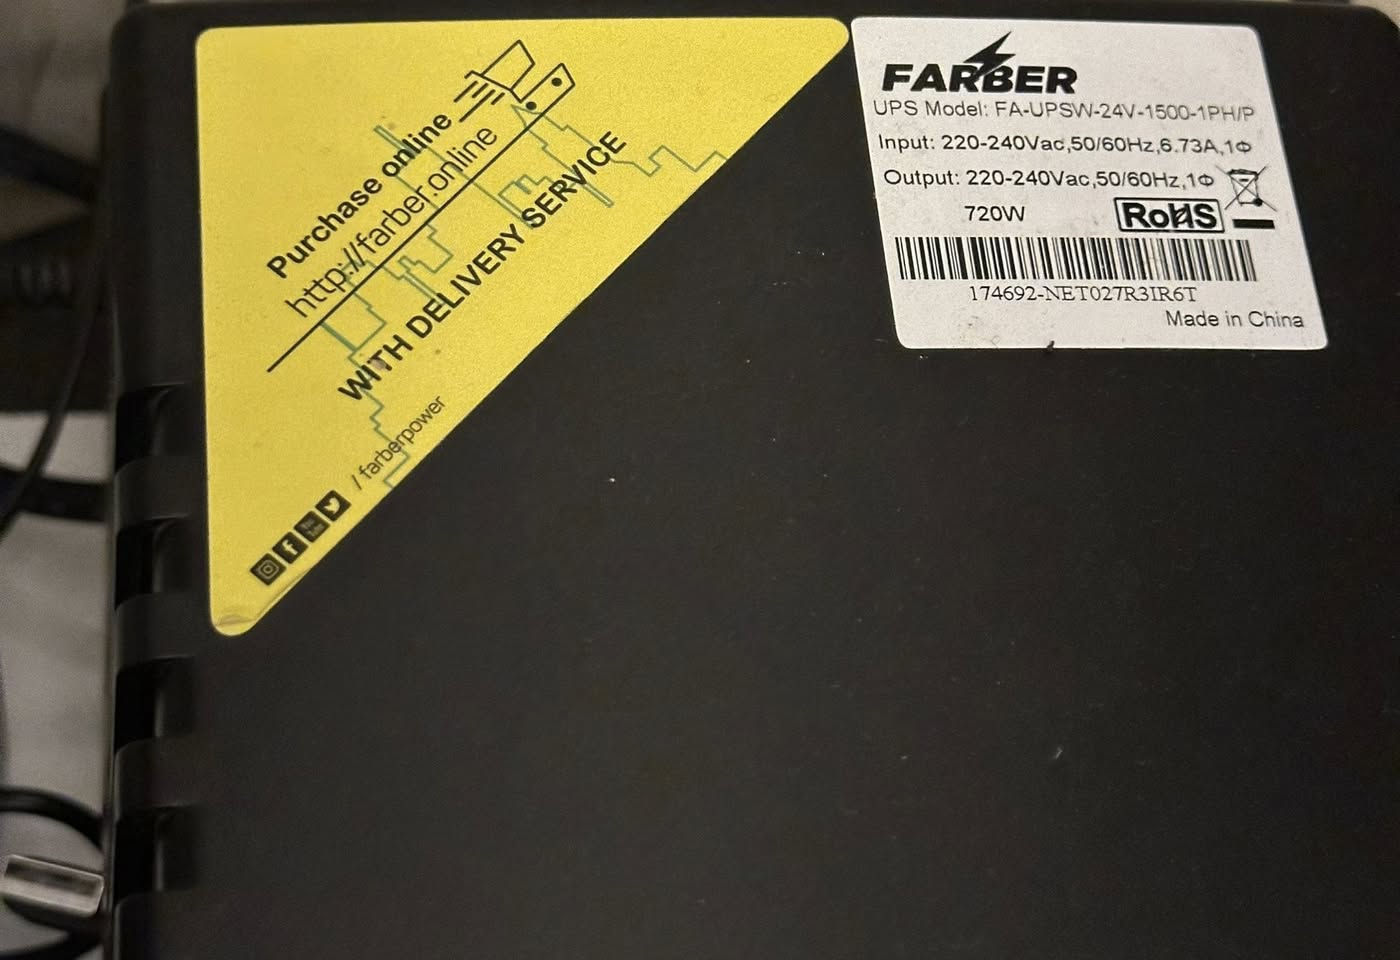 Purchase online
http://farber.online
WITH DELIVERY SERVICE
/ farberpower
FARBER
UPS Model: FA-UPSW-24V-1500-1PH/P
Input: 220-240Vac,50/60Hz,6.73A,1Φ
Output: 220-240Vac,50/60Hz,1Φ
720W
RoHS
174692-NET027R3IR6T
Made in China